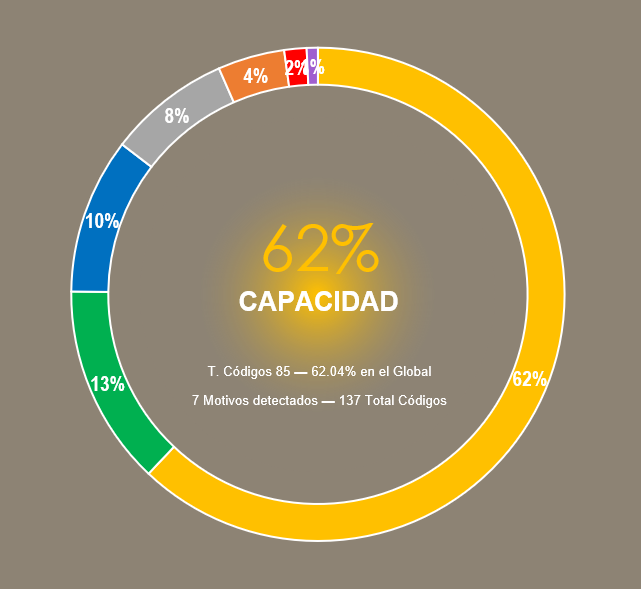 2%
1%
4%
8%
10%
62%
CAPACIDAD
T. Códigos 85 — 62.04% en el Global
62%
13%
7 Motivos detectados — 137 Total Códigos